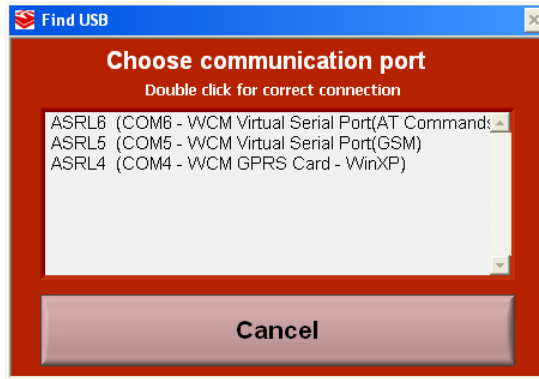 Find USB
Choose communication port
Double click for correct connection
ASRL6 (COM6 - WCM Virtual Serial Port(AT Commands
ASRL5 (COM5 - WCM Virtual Serial Port(GSM)
ASRL4 (COM4 - WCM GPRS Card - WinXP)
Cancel